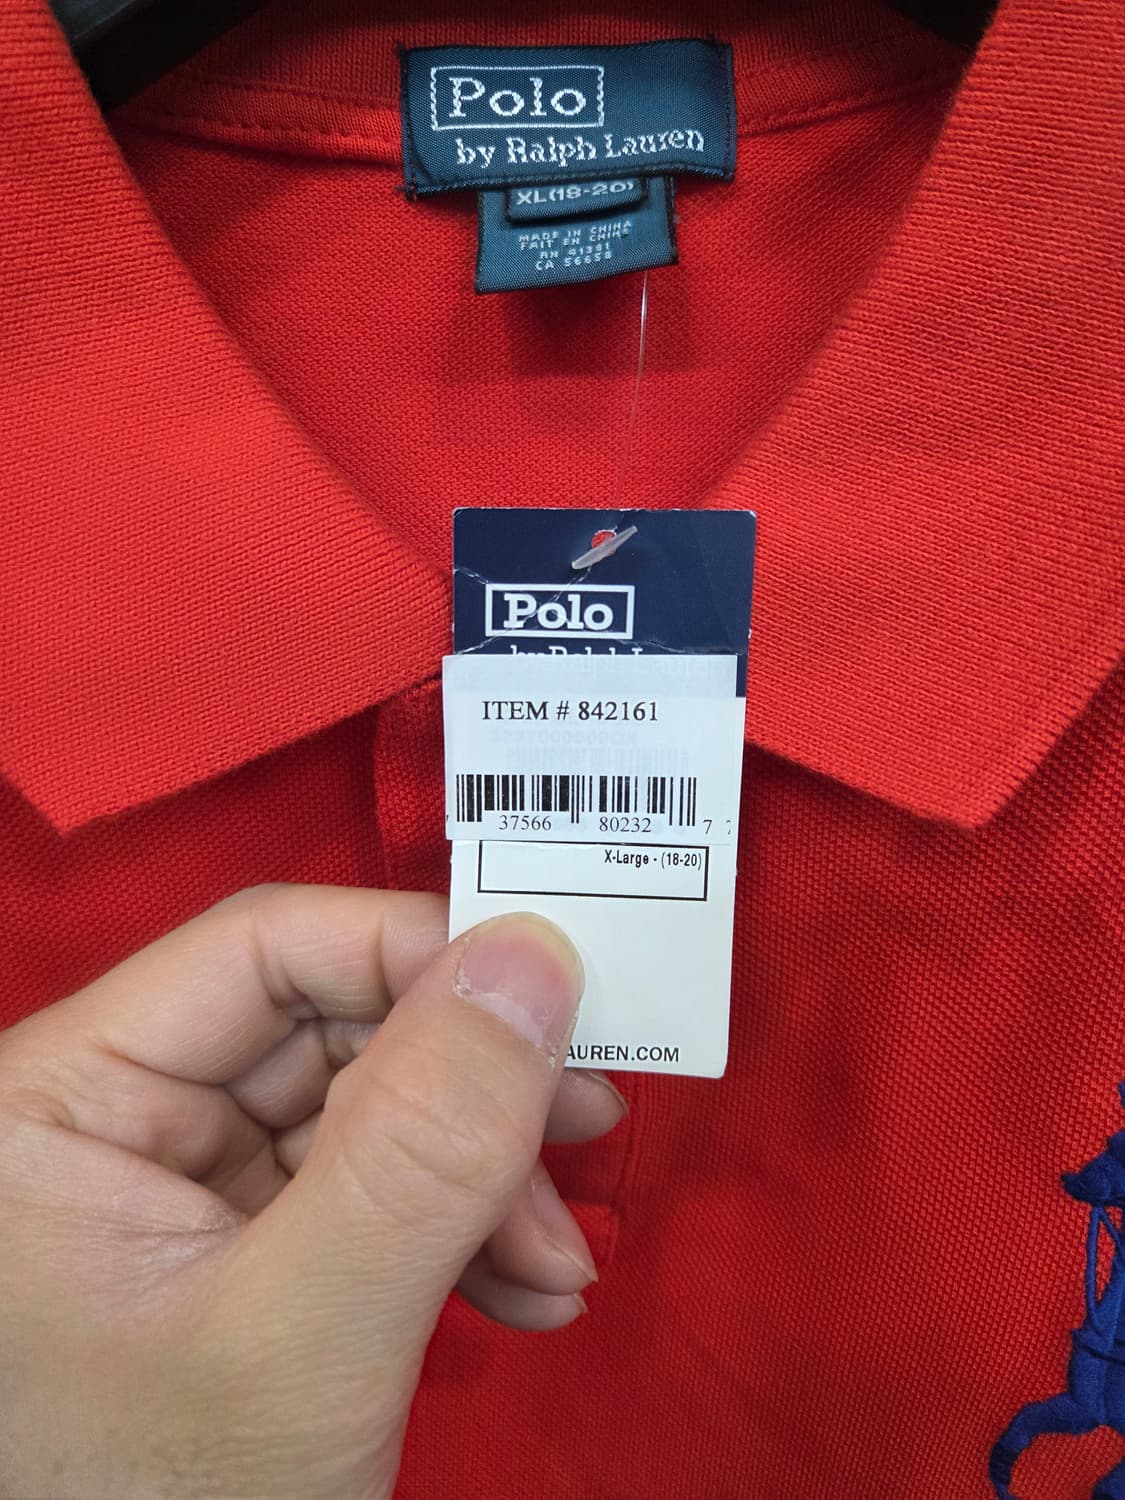 Polo
by Ralph Lauren
XL(18-20)
MADE IN CHINA
FAIT EN CHINE
RN 41381
CA 56658
Polo
ITEM # 842161
37566 80232 7
X-Large - (18-20)
AUREN.COM